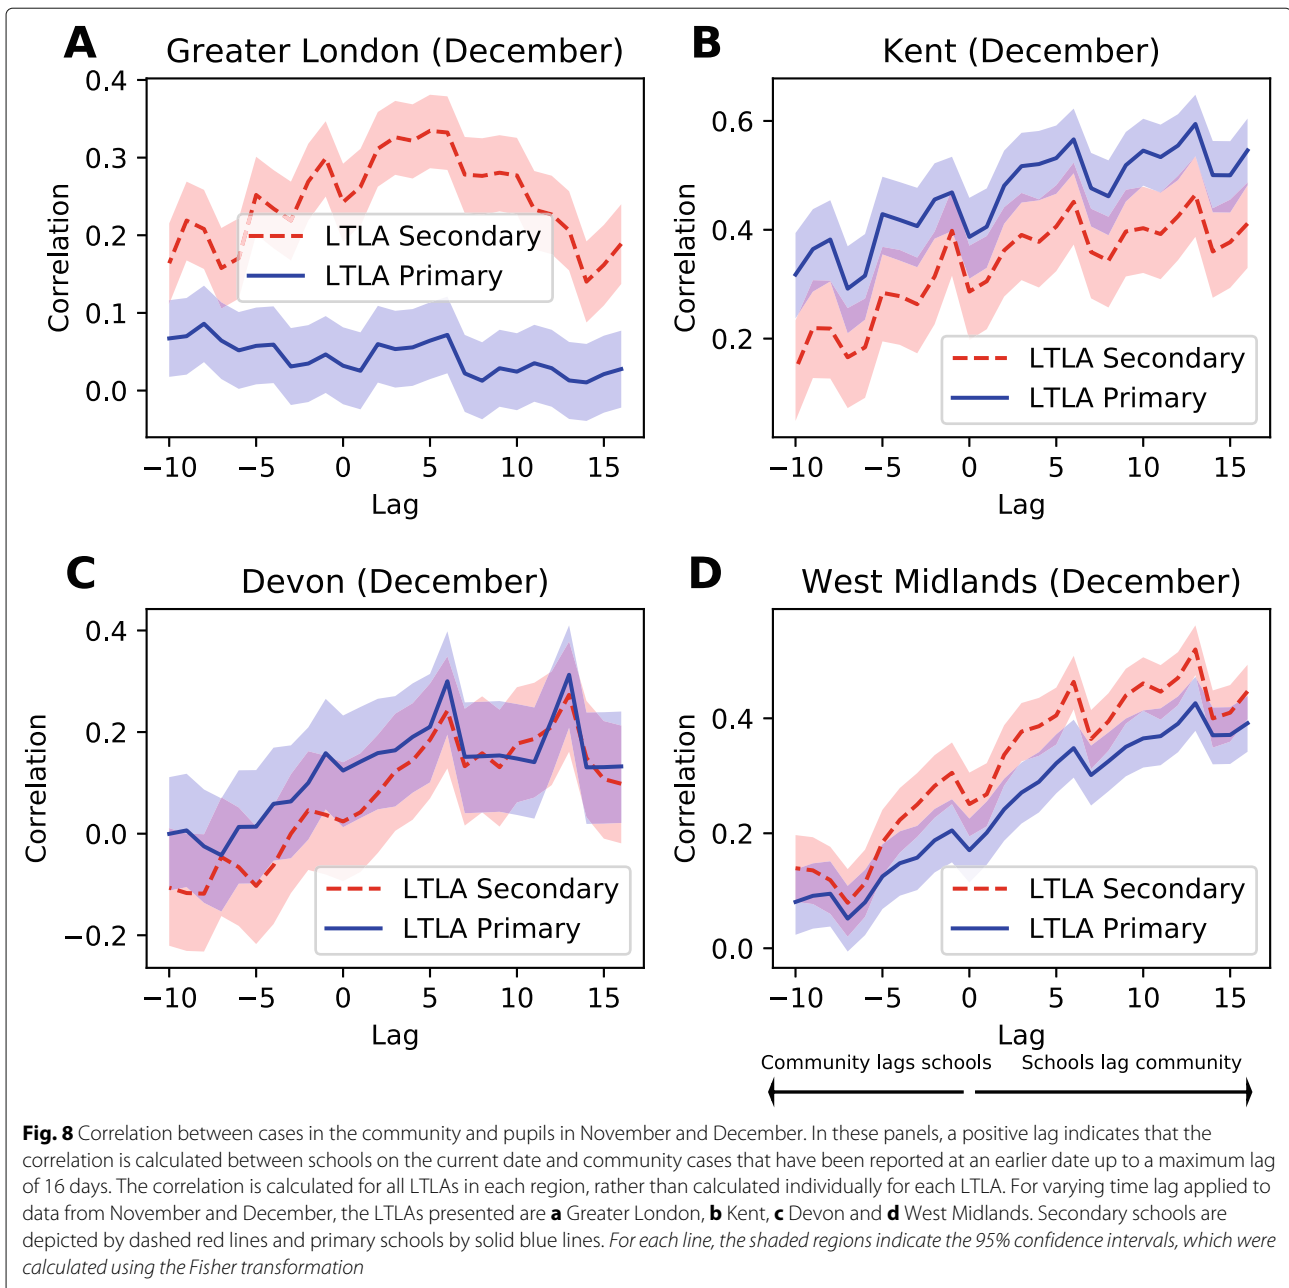 A
Greater London (December)
0.4
0.3
0.2
0.1
0.0
Correlation
LTLA Secondary
LTLA Primary
−10 −5 0 5 10 15
Lag
B
Kent (December)
0.6
0.4
0.2
Correlation
LTLA Secondary
LTLA Primary
−10 −5 0 5 10 15
Lag
C
Devon (December)
0.4
0.2
0.0
−0.2
Correlation
LTLA Secondary
LTLA Primary
−10 −5 0 5 10 15
Lag
D
West Midlands (December)
0.4
0.2
0.0
Correlation
LTLA Secondary
LTLA Primary
−10 −5 0 5 10 15
Lag
Community lags schools Schools lag community
Fig. 8 Correlation between cases in the community and pupils in November and December. In these panels, a positive lag indicates that the
correlation is calculated between schools on the current date and community cases that have been reported at an earlier date up to a maximum lag
of 16 days. The correlation is calculated for all LTLAs in each region, rather than calculated individually for each LTLA. For varying time lag applied to
data from November and December, the LTLAs presented are a Greater London, b Kent, c Devon and d West Midlands. Secondary schools are
depicted by dashed red lines and primary schools by solid blue lines. For each line, the shaded regions indicate the 95% confidence intervals, which were
calculated using the Fisher transformation